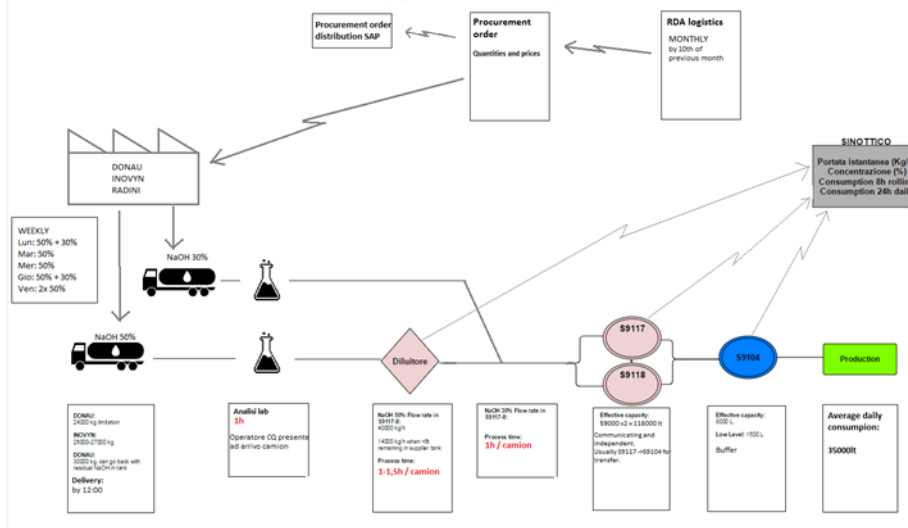 Procurement order
distribution SAP
Procurement
order
Quantities and prices
RDA logistics
MONTHLY
by 10th of
previous month
SINOTTICO
Portata istantanea (Kg/
Concentrazione (%)
Consumption 8h rollin
Consumption 24h daily
DONAU
INOVYN
RADINI
WEEKLY
Lun: 50% + 30%
Mar: 50%
Mer: 50%
Gio: 50% + 30%
Ven: 2x 50%
NaOH 30%
NaOH 50%
Diluitore
S9117
S9118
S9104
Production
DONAU:
24000 kg limitation
INOVYN:
26000-27000 kg
DONAU:
30000 kg, can go back with
residual NaOH in tank
Delivery:
by 12:00
Analisi lab
1h
Operatore CQ presente
ad arrivo camion
NaOH 50% Flow rate in
S9117-8:
40000 kg/h
14000 kg/h when
remaining in supplier tank
Process time:
1-1,5h / camion
NaOH 30% Flow rate in
S9117-8:
Process time:
1h / camion
Effective capacity:
59000 x2 = 118000 lt
Communicating and
independent.
Usually S9117 ->S9104 for
transfer.
Effective capacity:
5000 L
Low Level: 1500 L
Buffer
Average daily
consumpion:
35000lt